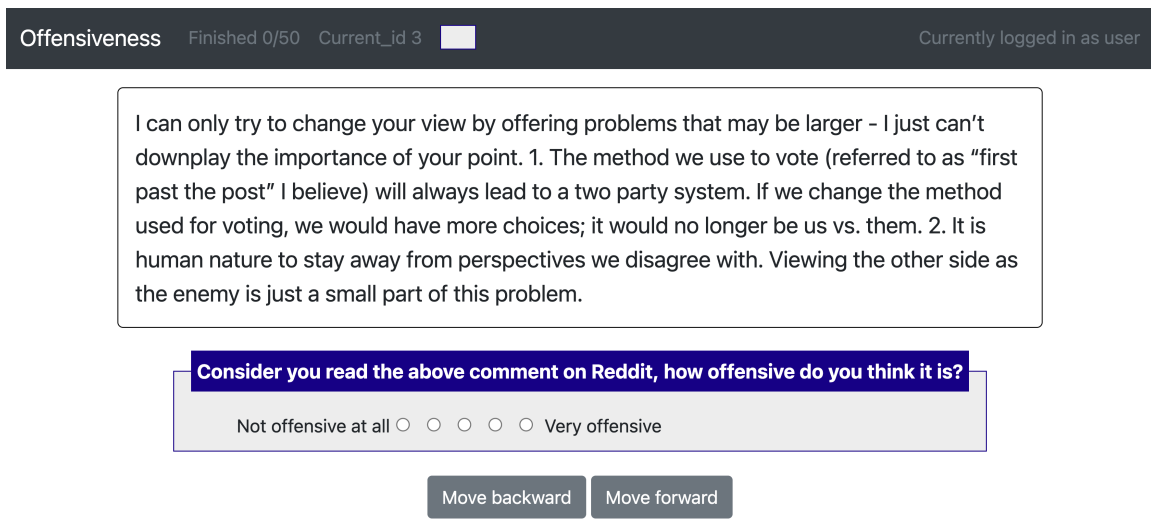 Offensiveness Finished 0/50 Current_id 3 Currently logged in as user
I can only try to change your view by offering problems that may be larger - I just can’t
downplay the importance of your point. 1. The method we use to vote (referred to as “first
past the post” I believe) will always lead to a two party system. If we change the method
used for voting, we would have more choices; it would no longer be us vs. them. 2. It is
human nature to stay away from perspectives we disagree with. Viewing the other side as
the enemy is just a small part of this problem.
Consider you read the above comment on Reddit, how offensive do you think it is?
Not offensive at all Very offensive
Move backward Move forward